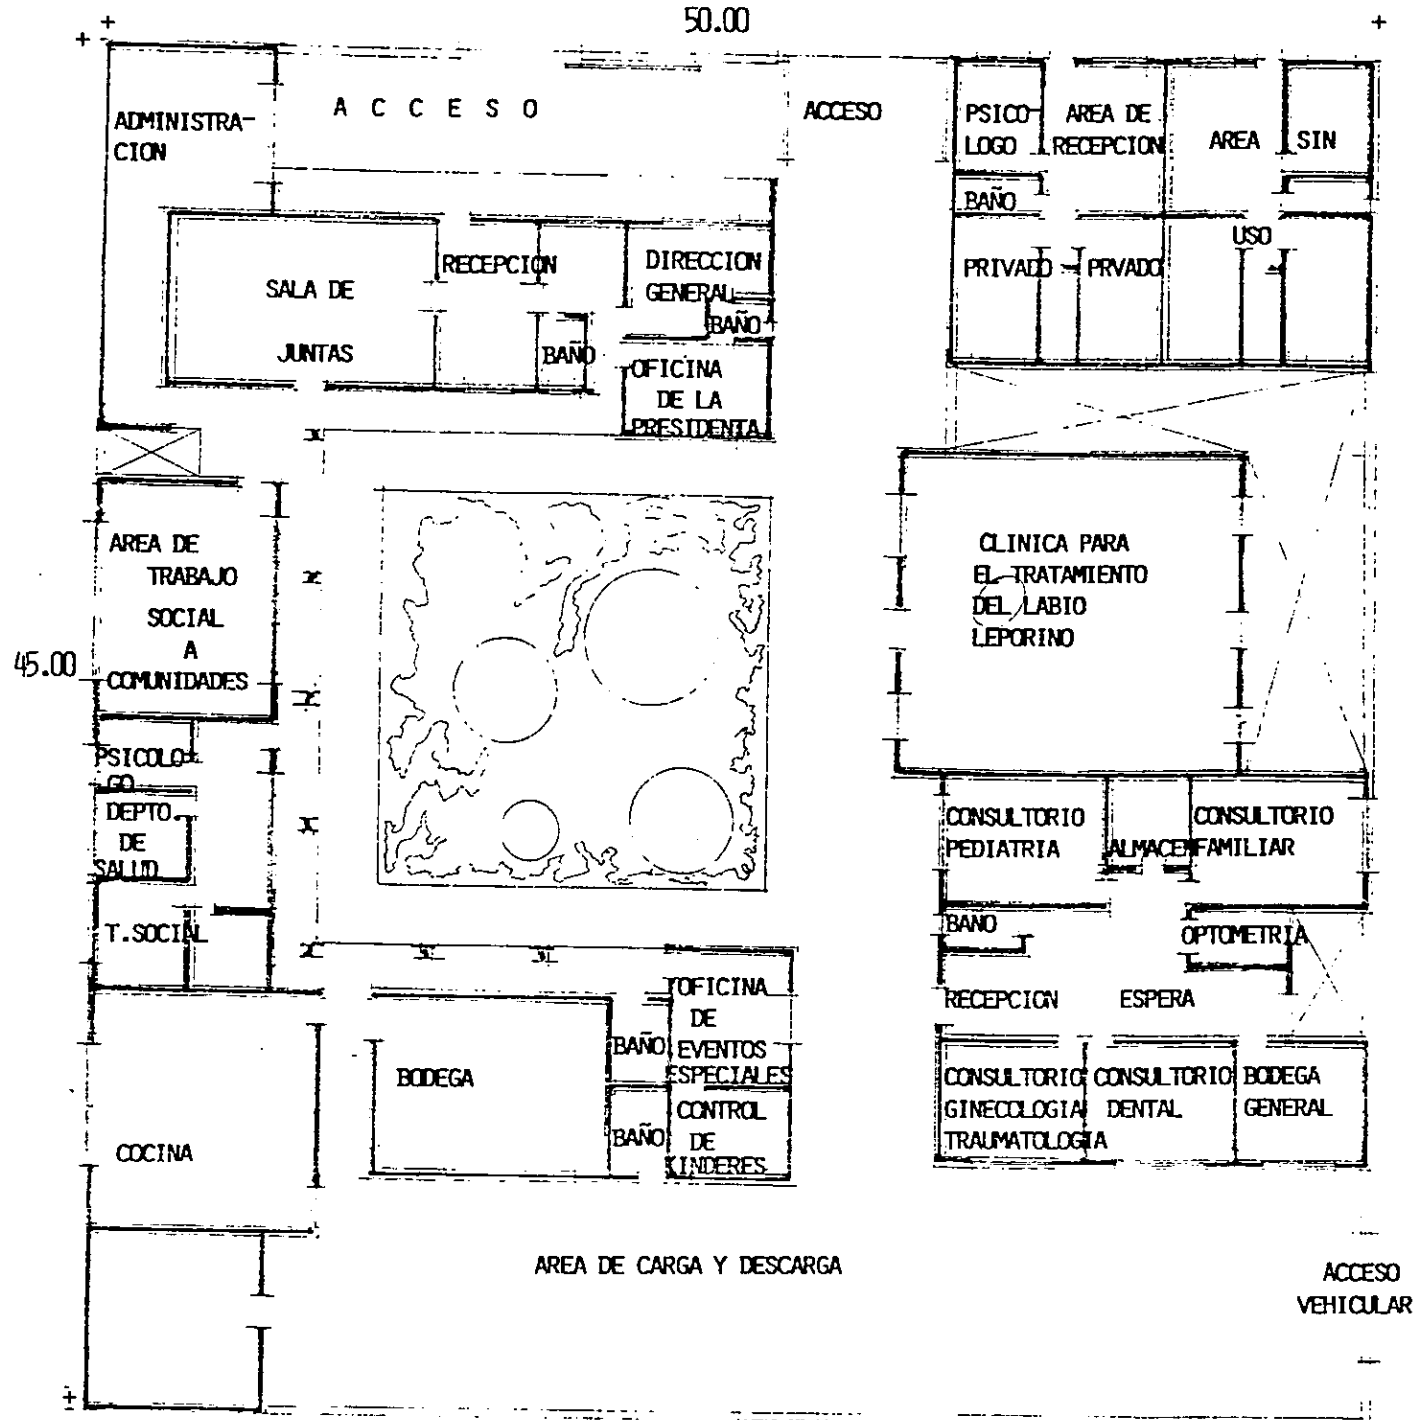 50.00
ADMINISTRA-
CION
A C C E S O
ACCESO
PSICO-
LOGO
AREA DE
RECEPCION
AREA SIN
USO
BAÑO
PRIVADO
PRVADO
SALA DE
JUNTAS
RECEPCION
BAÑO
DIRECCION
GENERAL
BAÑO
OFICINA
DE LA
PRESIDENTA
AREA DE
TRABAJO
SOCIAL
A
COMUNIDADES
45.00
CLINICA PARA
EL TRATAMIENTO
DEL LABIO
LEPORINO
PSICOLO-
GO
DEPTO.
DE
SALUD
T.SOCIAL
CONSULTORIO
PEDIATRIA
ALMACEN
CONSULTORIO
FAMILIAR
BANO
OPTOMETRIA
RECEPCION
ESPERA
COCINA
BODEGA
BAÑO
OFICINA
DE
EVENTOS
ESPECIALES
BAÑO
CONTROL
DE
KINDERES
CONSULTORIO
GINECOLOGIA
TRAUMATOLOGIA
CONSULTORIO
DENTAL
BODEGA
GENERAL
AREA DE CARGA Y DESCARGA
ACCESO
VEHICULAR